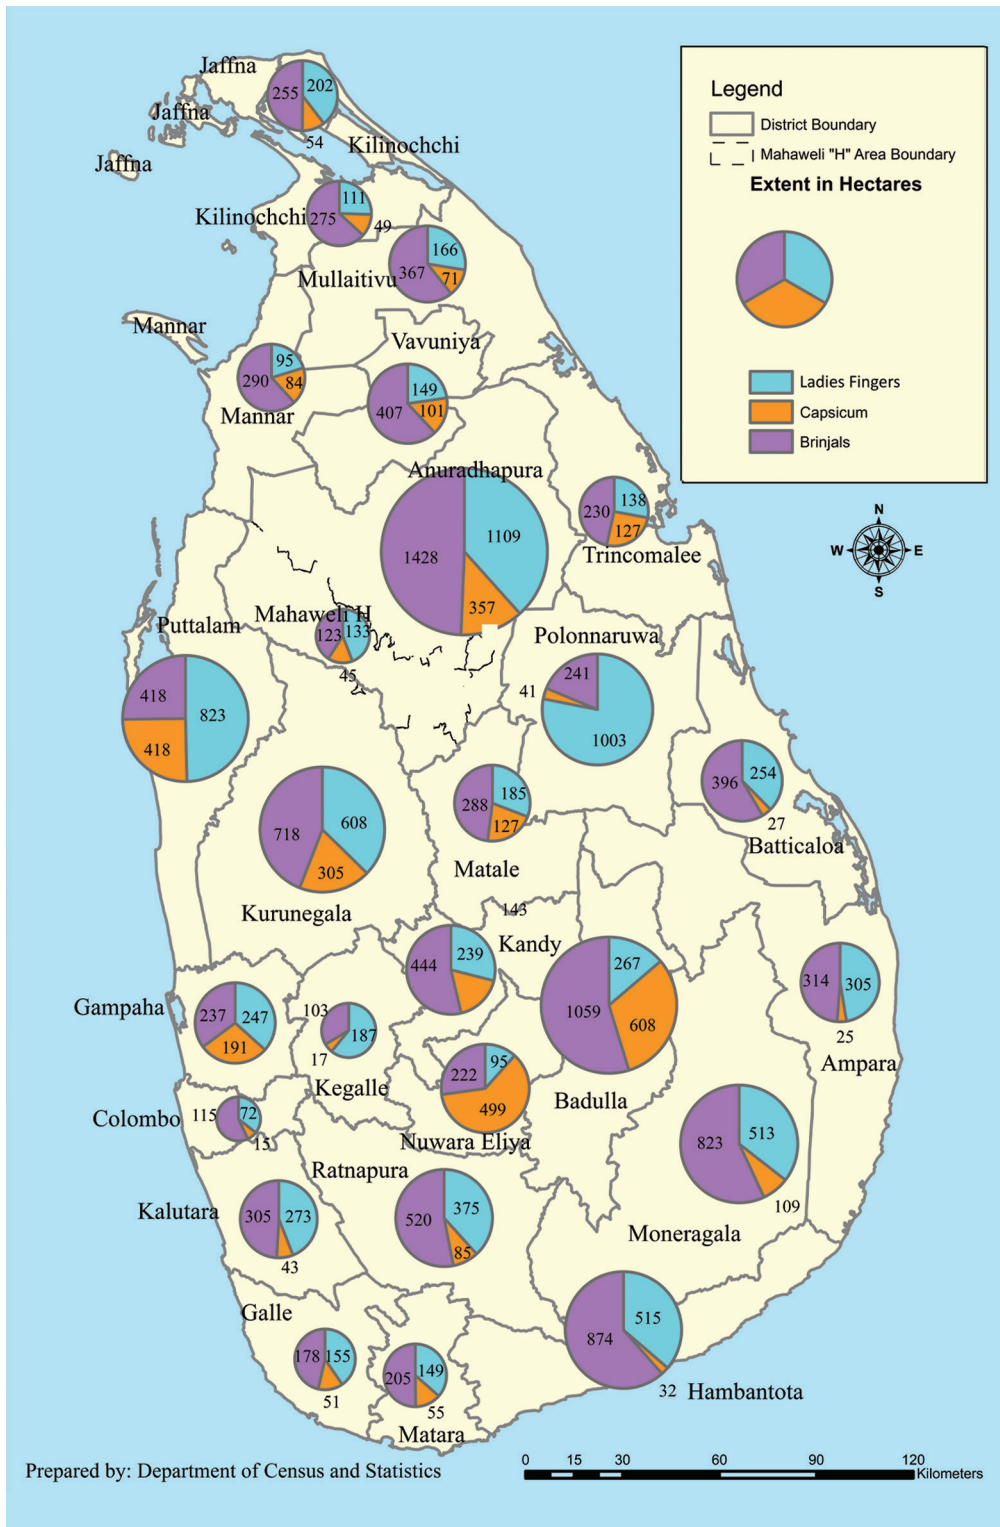 Jaffna
255
202
54
Jaffna
Jaffna
Kilinochchi
Legend
District Boundary
Mahaweli "H" Area Boundary
Extent in Hectares
Ladies Fingers
Capsicum
Brinjals
Kilinochchi
111
275
49
Mullaitivu
166
367
71
Mannar
Vavuniya
95
290
84
Mannar
149
407
101
Anuradhapura
1109
1428
357
138
230
127
Trincomalee
N
W
E
S
Mahaweli H
123
133
45
Puttalam
418
823
418
Polonnaruwa
241
41
1003
608
718
305
Kurunegala
185
288
127
Matale
254
396
27
Batticaloa
143
Kandy
239
444
267
1059
608
Badulla
314
305
25
Ampara
Gampaha
237
247
191
103
187
17
Kegalle
95
222
499
Nuwara Eliya
Colombo
115
72
15
Ratnapura
375
520
85
513
823
109
Moneragala
Kalutara
305
273
43
Galle
178
155
51
149
205
55
Matara
515
874
32
Hambantota
Prepared by: Department of Census and Statistics
0 15 30 60 90 120
Kilometers